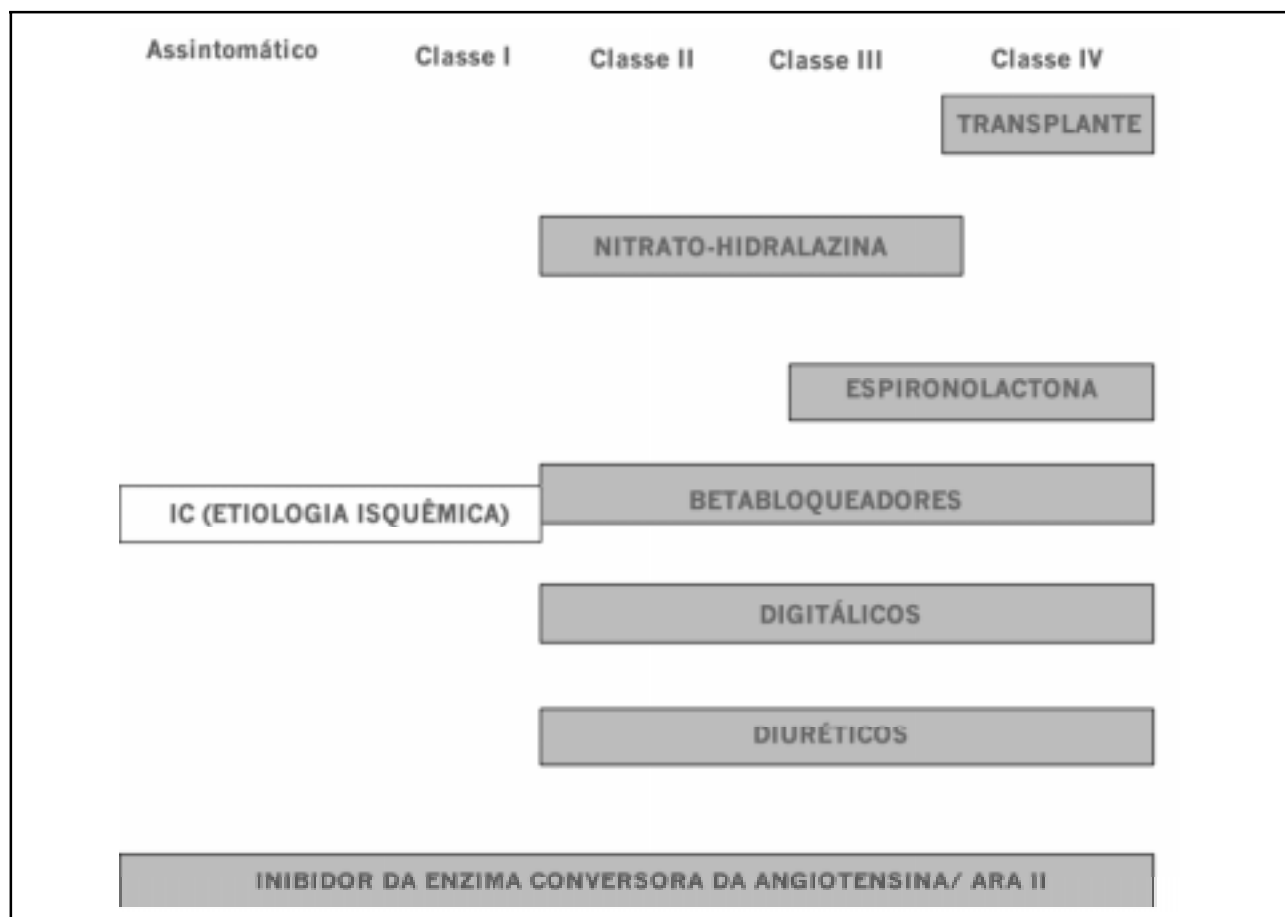 Assintomático Classe I Classe II Classe III Classe IV
TRANSPLANTE
NITRATO-HIDRALAZINA
ESPIRONOLACTONA
IC (ETIOLOGIA ISQUÊMICA) BETABLOQUEADORES
DIGITÁLICOS
DIURÉTICOS
INIBIDOR DA ENZIMA CONVERSORA DA ANGIOTENSINA/ ARA II